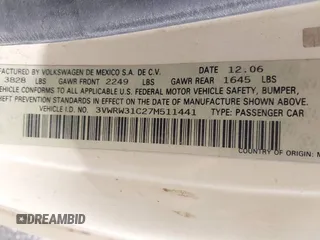 FACTURED BY VOLKSWAGEN DE MEXICO S.A. DE C.V. DATE 12.06
3828 LBS GAWR FRONT 2249 LBS GAWR REAR 1645 LBS
VEHICLE CONFORMS TO ALL APPLICABLE U.S. FEDERAL MOTOR VEHICLE SAFETY, BUMPER,
THEFT PREVENTION STANDARDS IN EFFECT ON THE DATE OF MANUFACTURE SHOWN ABOVE
VEHICLE I.D.: 3VWRW31C27M511441 TYPE: PASSENGER CAR
COUNTRY OF ORIGIN: M
DREAMBID